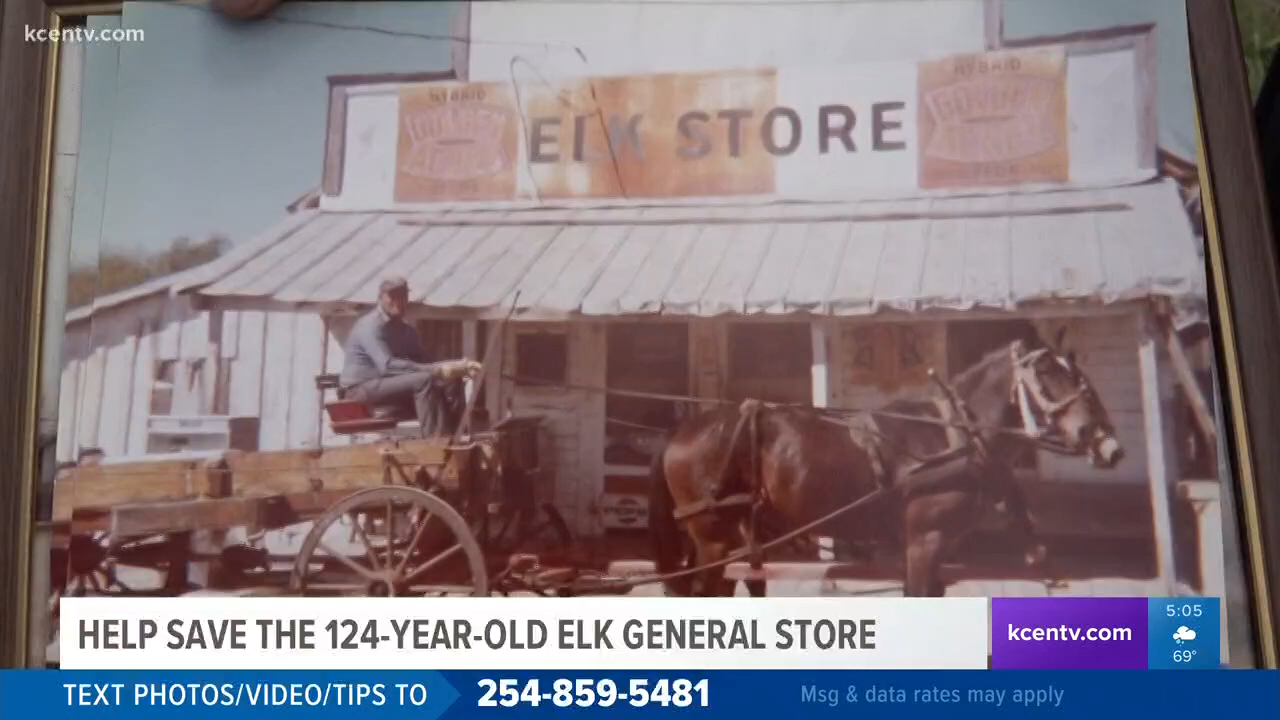 kcentv.com
HYBRID
ELK STORE
HYBRID
PEPSI
HELP SAVE THE 124-YEAR-OLD ELK GENERAL STORE
kcentv.com
5:05
69°
TEXT PHOTOS/VIDEO/TIPS TO 254-859-5481 Msg & data rates may apply